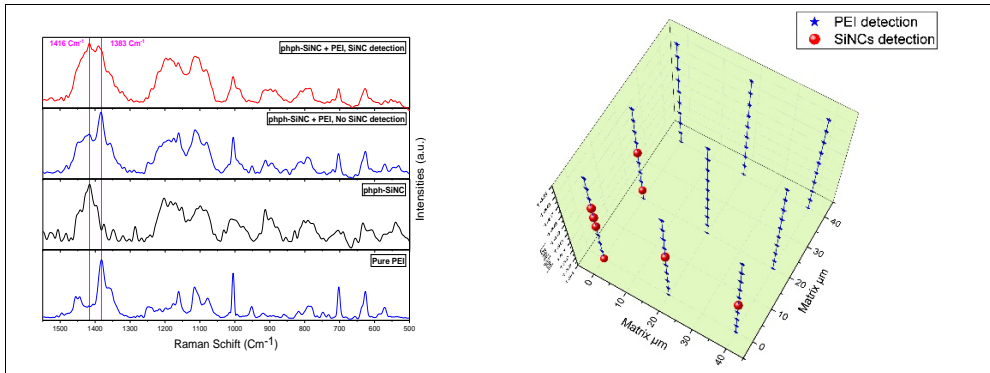 1416 Cm-1
1383 Cm-1
phph-SiNC + PEI, SiNC detection
phph-SiNC + PEI, No SiNC detection
phph-SiNC
Pure PEI
Intensities (a.u.)
1500 1400 1300 1200 1100 1000 900 800 700 600 500
Raman Schift (Cm-1)
PEI detection
SiNCs detection
0 10 20 30 40
Matrix µm
0 10 20 30 40
Matrix µm